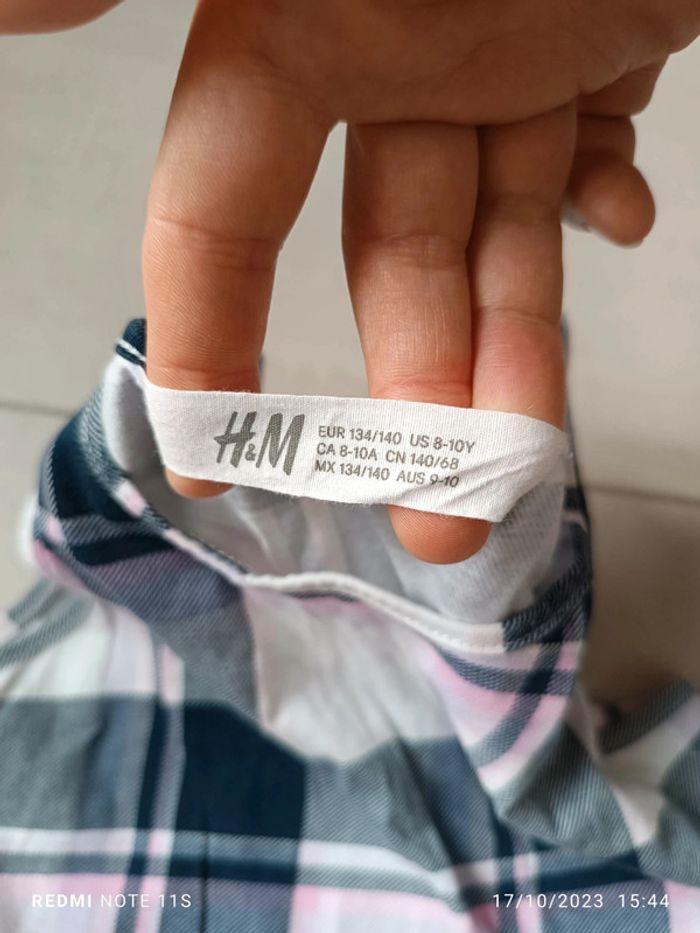 H&M
EUR 134/140 US 8-10Y
CA 8-10A CN 140/68
MX 134/140 AUS 9-10
REDMI NOTE 11S
17/10/2023 15:44